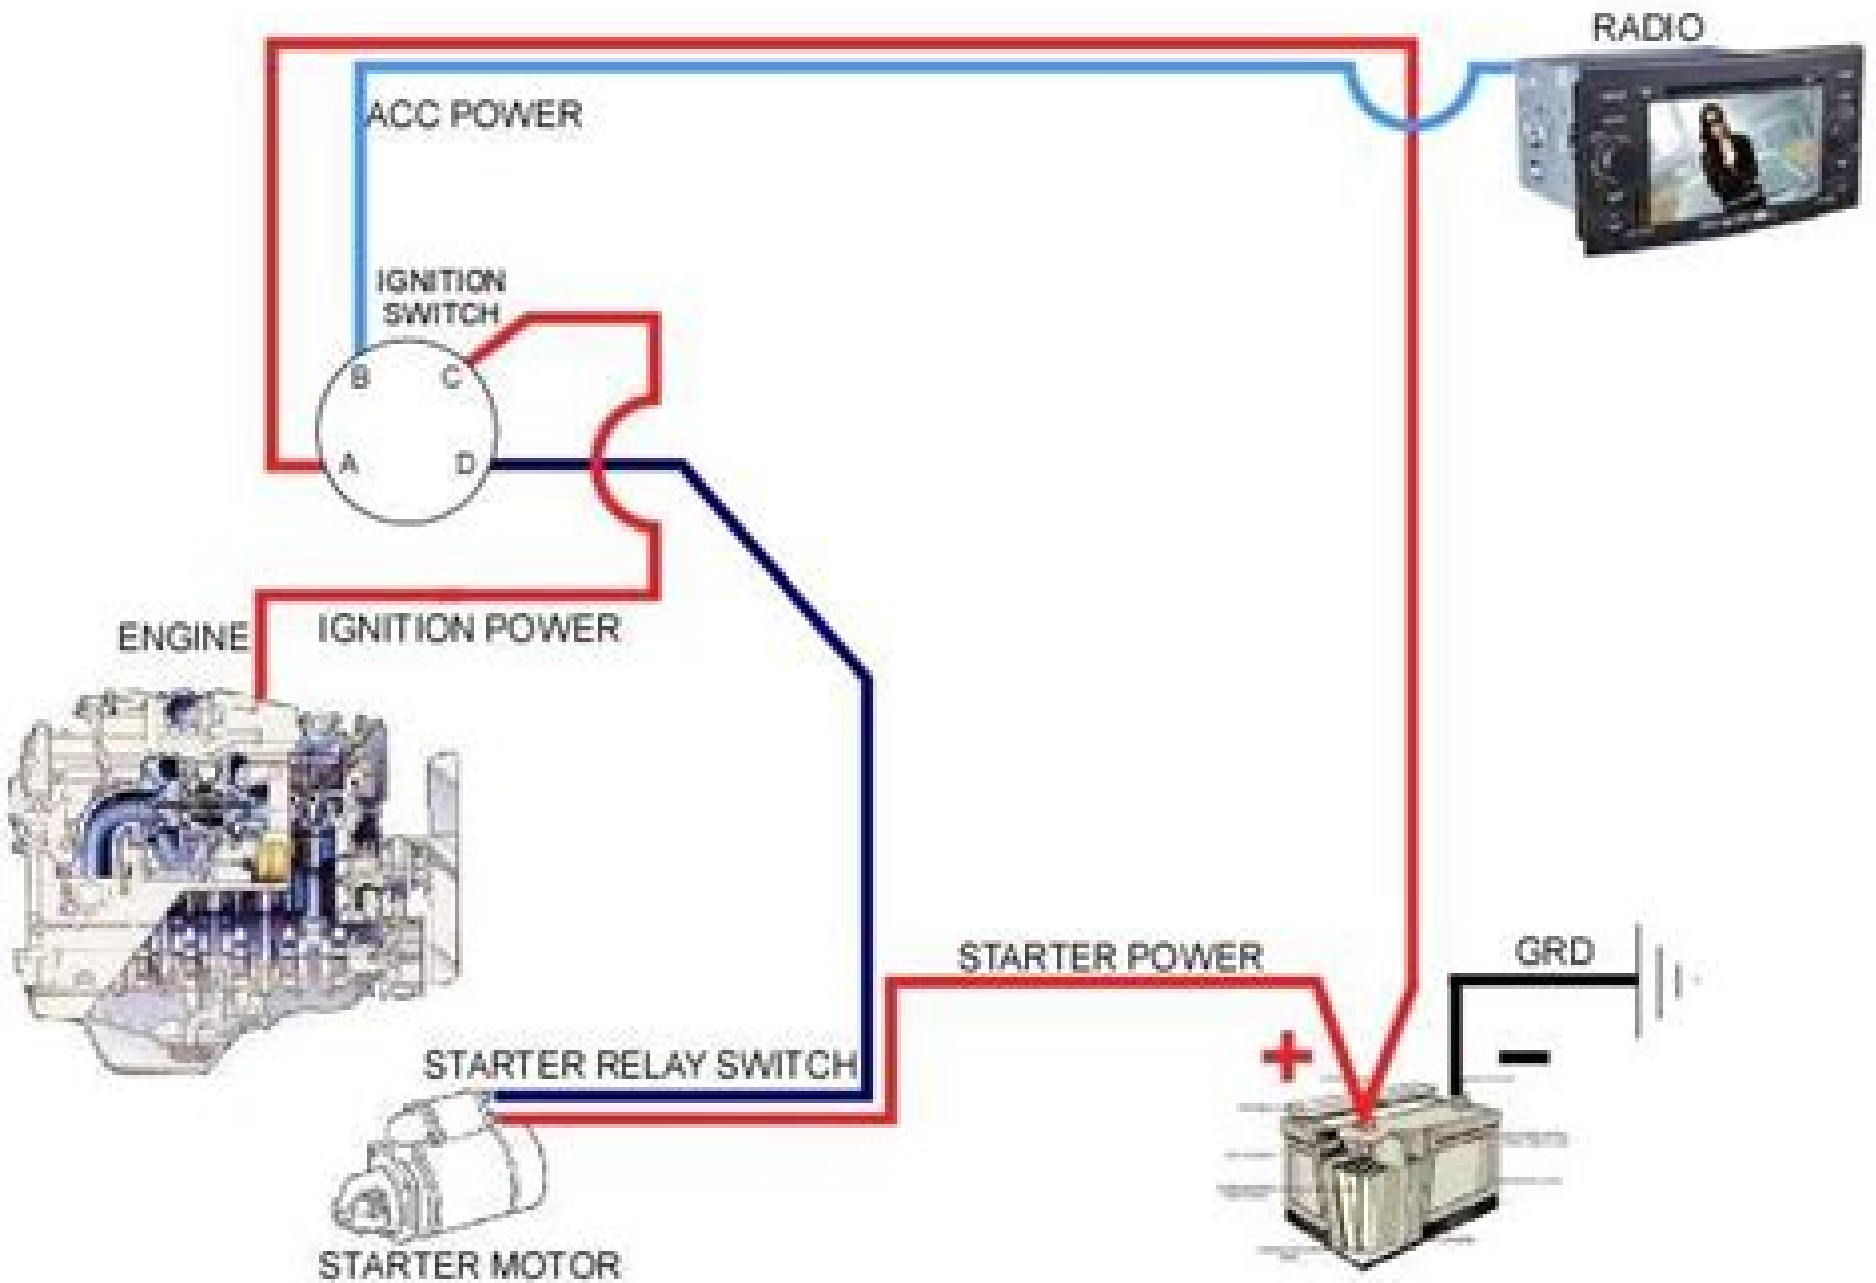 RADIO
ACC POWER
IGNITION
SWITCH
B
C
A
D
ENGINE
IGNITION POWER
STARTER POWER
GRD
+
-
STARTER RELAY SWITCH
STARTER MOTOR